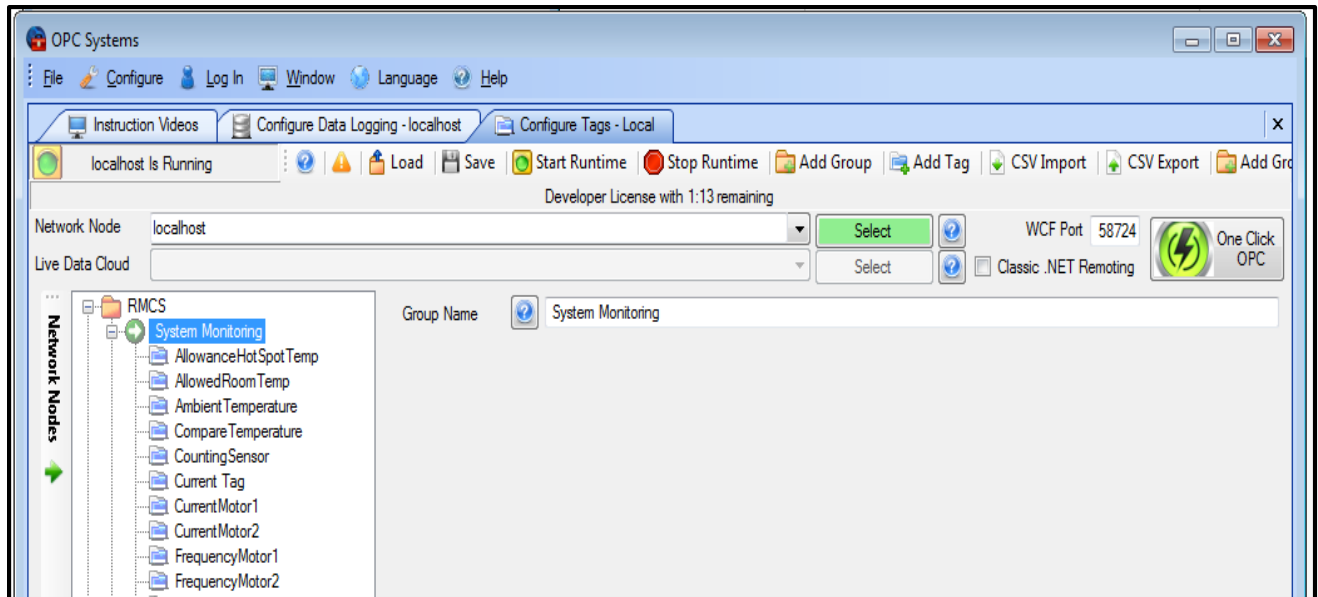 OPC Systems
File Configure Log In Window Language Help
Instruction Videos Configure Data Logging - localhost Configure Tags - Local X
localhost Is Running Load Save Start Runtime Stop Runtime Add Group Add Tag CSV Import CSV Export Add Gro
Developer License with 1:13 remaining
Network Node localhost Select WCF Port 58724 One Click
Live Data Cloud Select Classic .NET Remoting OPC
Network Nodes
RMCS
Group Name System Monitoring
System Monitoring
AllowanceHotSpotTemp
AllowedRoomTemp
AmbientTemperature
CompareTemperature
CountingSensor
Current Tag
CurrentMotor1
CurrentMotor2
FrequencyMotor1
FrequencyMotor2